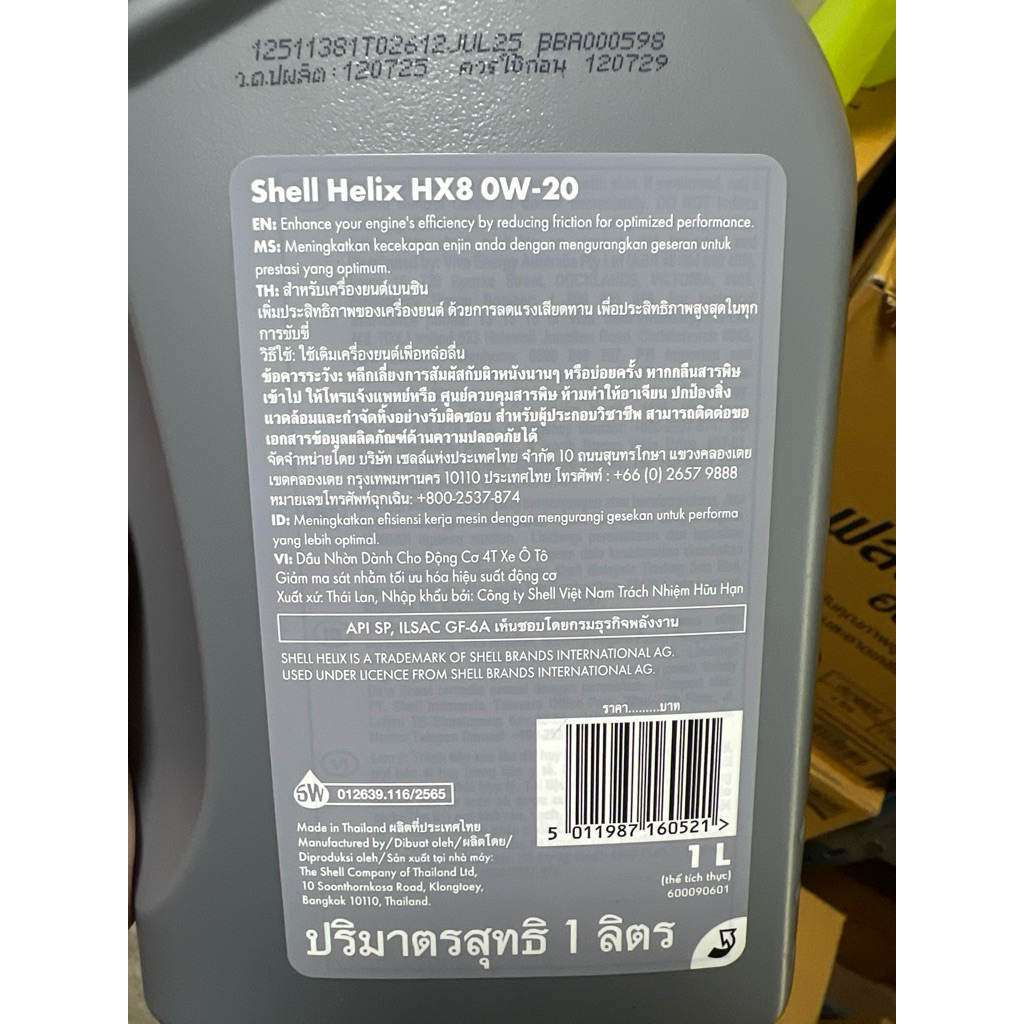 12511381T02612JUL25 BBA000598
ว.ด.ปผลิต : 120725 ควรใช้ก่อน 120729
Shell Helix HX8 0W-20
EN: Enhance your engine's efficiency by reducing friction for optimized performance.
MS: Meningkatkan kecekapan enjin anda dengan mengurangkan geseran untuk
prestasi yang optimum.
TH: สำหรับเครื่องยนต์เบนซิน
เพิ่มประสิทธิภาพของเครื่องยนต์ ด้วยการลดแรงเสียดทาน เพื่อประสิทธิภาพสูงสุดในทุก
การขับขี่
วิธีใช้: ใช้เติมเครื่องยนต์เพื่อหล่อลื่น
ข้อควรระวัง: หลีกเลี่ยงการสัมผัสกับผิวหนังนานๆ หรือบ่อยครั้ง หากกลืนสารพิษ
เข้าไป ให้โทรแจ้งแพทย์หรือ ศูนย์ควบคุมสารพิษ ห้ามทำให้อาเจียน ปกป้องสิ่ง
แวดล้อมและกำจัดทิ้งอย่างรับผิดชอบ สำหรับผู้ประกอบวิชาชีพ สามารถติดต่อขอ
เอกสารข้อมูลผลิตภัณฑ์ด้านความปลอดภัยได้
จัดจำหน่ายโดย บริษัท เชลล์แห่งประเทศไทย จำกัด 10 ถนนสุนทรโกษา แขวงคลองเตย
เขตคลองเตย กรุงเทพมหานคร 10110 ประเทศไทย โทรศัพท์ : +66 (0) 2657 9888
หมายเลขโทรศัพท์ฉุกเฉิน: +800-2537-874
ID: Meningkatkan efisiensi kerja mesin dengan mengurangi gesekan untuk performa
yang lebih optimal.
VI: Dầu Nhờn Dành Cho Động Cơ 4T Xe Ô Tô
Giảm ma sát nhằm tối ưu hóa hiệu suất động cơ
Xuất xứ: Thái Lan, Nhập khẩu bởi: Công ty Shell Việt Nam Trách Nhiệm Hữu Hạn
API SP, ILSAC GF-6A เห็นชอบโดยกรมธุรกิจพลังงาน
SHELL HELIX IS A TRADEMARK OF SHELL BRANDS INTERNATIONAL AG.
USED UNDER LICENCE FROM SHELL BRANDS INTERNATIONAL AG.
ราคา.........บาท
5 011987 160521 >
5W 012639.116/2565
Made in Thailand ผลิตที่ประเทศไทย
Manufactured by/Dibuat oleh/ผลิตโดย/
Diproduksi oleh/Sản xuất tại nhà máy:
The Shell Company of Thailand Ltd,
10 Soonthornkosa Road, Klongtoey,
Bangkok 10110, Thailand.
1 L
(thể tích thực)
600090601
ปริมาตรสุทธิ 1 ลิตร